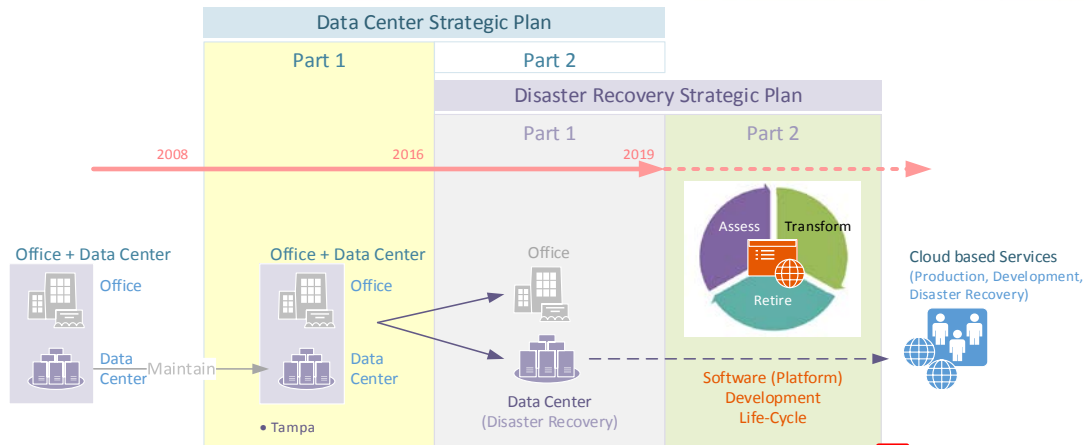 Data Center Strategic Plan
Part 1
Part 2
Disaster Recovery Strategic Plan
Part 1
Part 2
2008
2016
2019
Assess
Transform
Retire
Office + Data Center
Office
Data
Center
Maintain
Office + Data Center
Office
Data
Center
• Tampa
Office
Data Center
(Disaster Recovery)
Software (Platform)
Development
Life-Cycle
Cloud based Services
(Production, Development,
Disaster Recovery)